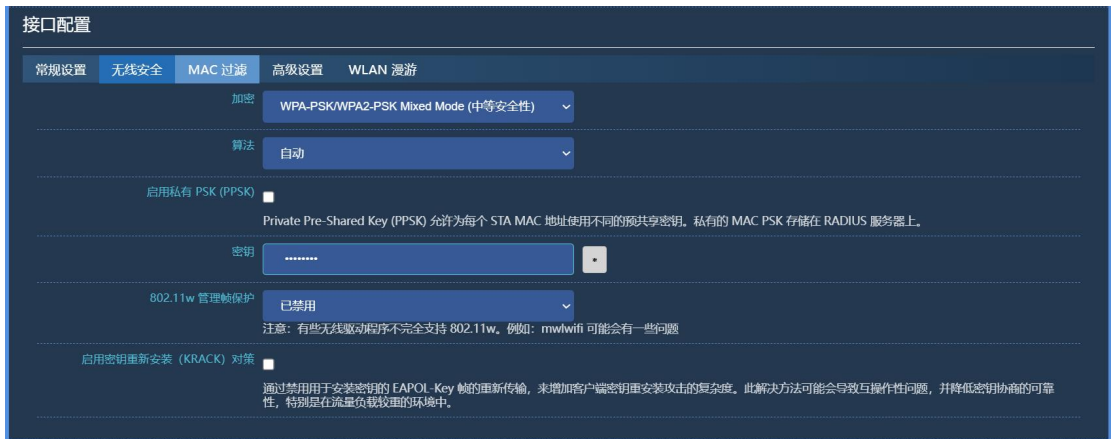 接口配置
常规设置 无线安全 MAC 过滤 高级设置 WLAN 漫游
加密 WPA-PSK/WPA2-PSK Mixed Mode (中等安全性)
算法 自动
启用私有 PSK (PPSK)
Private Pre-Shared Key (PPSK) 允许为每个 STA MAC 地址使用不同的预共享密钥。私有的 MAC PSK 存储在 RADIUS 服务器上。
密钥 ········ *
802.11w 管理帧保护 已禁用
注意：有些无线驱动程序不完全支持 802.11w。例如：mwlwifi 可能会有一些问题
启用密钥重新安装（KRACK）对策
通过禁用用于安装密钥的 EAPOL-Key 帧的重新传输，来增加客户端密钥重安装攻击的复杂度。此解决方法可能会导致互操作性问题，并降低密钥协商的可靠
性，特别是在流量负载较重的环境中。